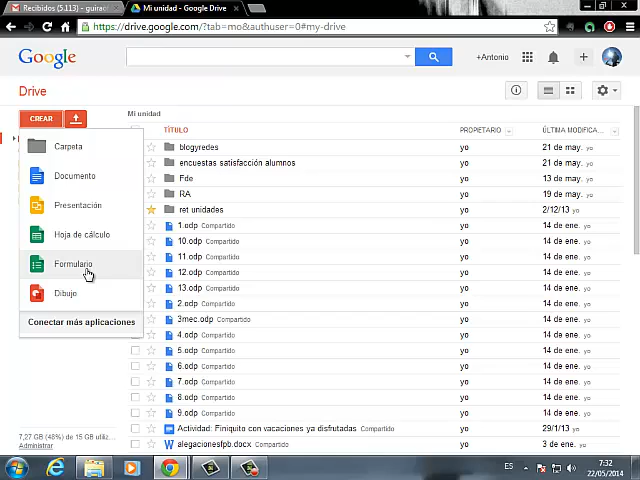 Recibidos (5.113) - guirao
Mi unidad - Google Drive
https://drive.google.com/?tab=mo&authuser=0#my-drive
Google
+Antonio
Drive
CREAR
Mi unidad
TÍTULO PROPIETARIO ÚLTIMA MODIFICA...
Carpeta
Documento
Presentación
Hoja de cálculo
Formulario
Dibujo
Conectar más aplicaciones
blogyredes yo 21 de may. yo
encuestas satisfacción alumnos yo 22 de may. yo
Fde yo 13 de may. yo
RA yo 19 de may. yo
ret unidades yo 2/12/13 yo
1.odp Compartido yo 14 de ene. yo
10.odp Compartido yo 14 de ene. yo
11.odp Compartido yo 14 de ene. yo
12.odp Compartido yo 14 de ene. yo
13.odp Compartido yo 14 de ene. yo
2.odp Compartido yo 14 de ene. yo
3mec.odp Compartido yo 14 de ene. yo
4.odp Compartido yo 14 de ene. yo
5.odp Compartido yo 14 de ene. yo
6.odp Compartido yo 14 de ene. yo
7.odp Compartido yo 14 de ene. yo
8.odp Compartido yo 14 de ene. yo
9.odp Compartido yo 14 de ene. yo
Actividad: Finiquito con vacaciones ya disfrutadas Compartido yo 29/1/13 yo
alegacionesfpb.docx Compartido yo 3 de ene. yo
7,27 GB (48%) de 15 GB utiliz...
Administrar
ES
7:32
22/05/2014